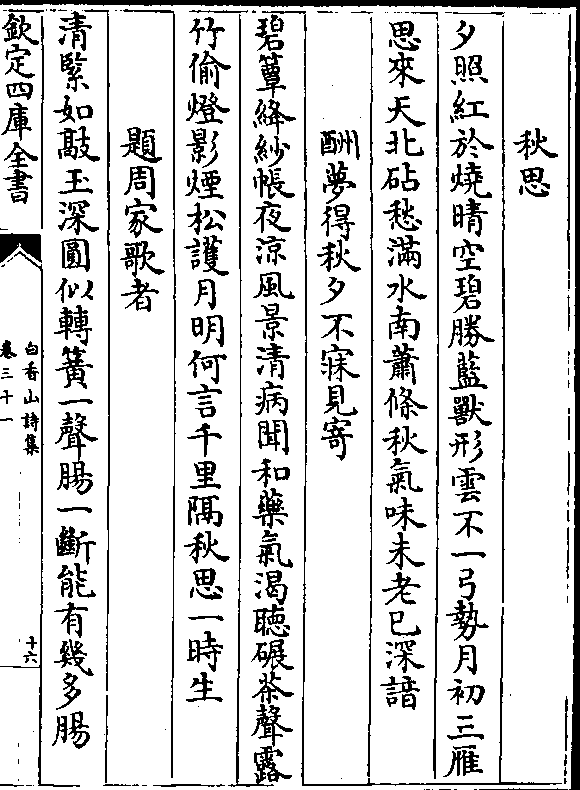 秋思
夕照紅於燒晴空碧勝藍獸形雲不一弓勢月初三雁
思來天北砧愁滿水南蕭條秋氣味未老已深諳
酬夢得秋夕不寐見寄
碧簟絳紗帳夜涼風景清病聞和藥氣渴聴碾茶聲露
竹偷燈影煙松護月明何言千里隔秋思一時生
題周家歌者
清緊如敲玉深圓似轉簧一聲腸一斷能有幾多腸
欽定四庫全書
白香山詩集
卷三十一
十六